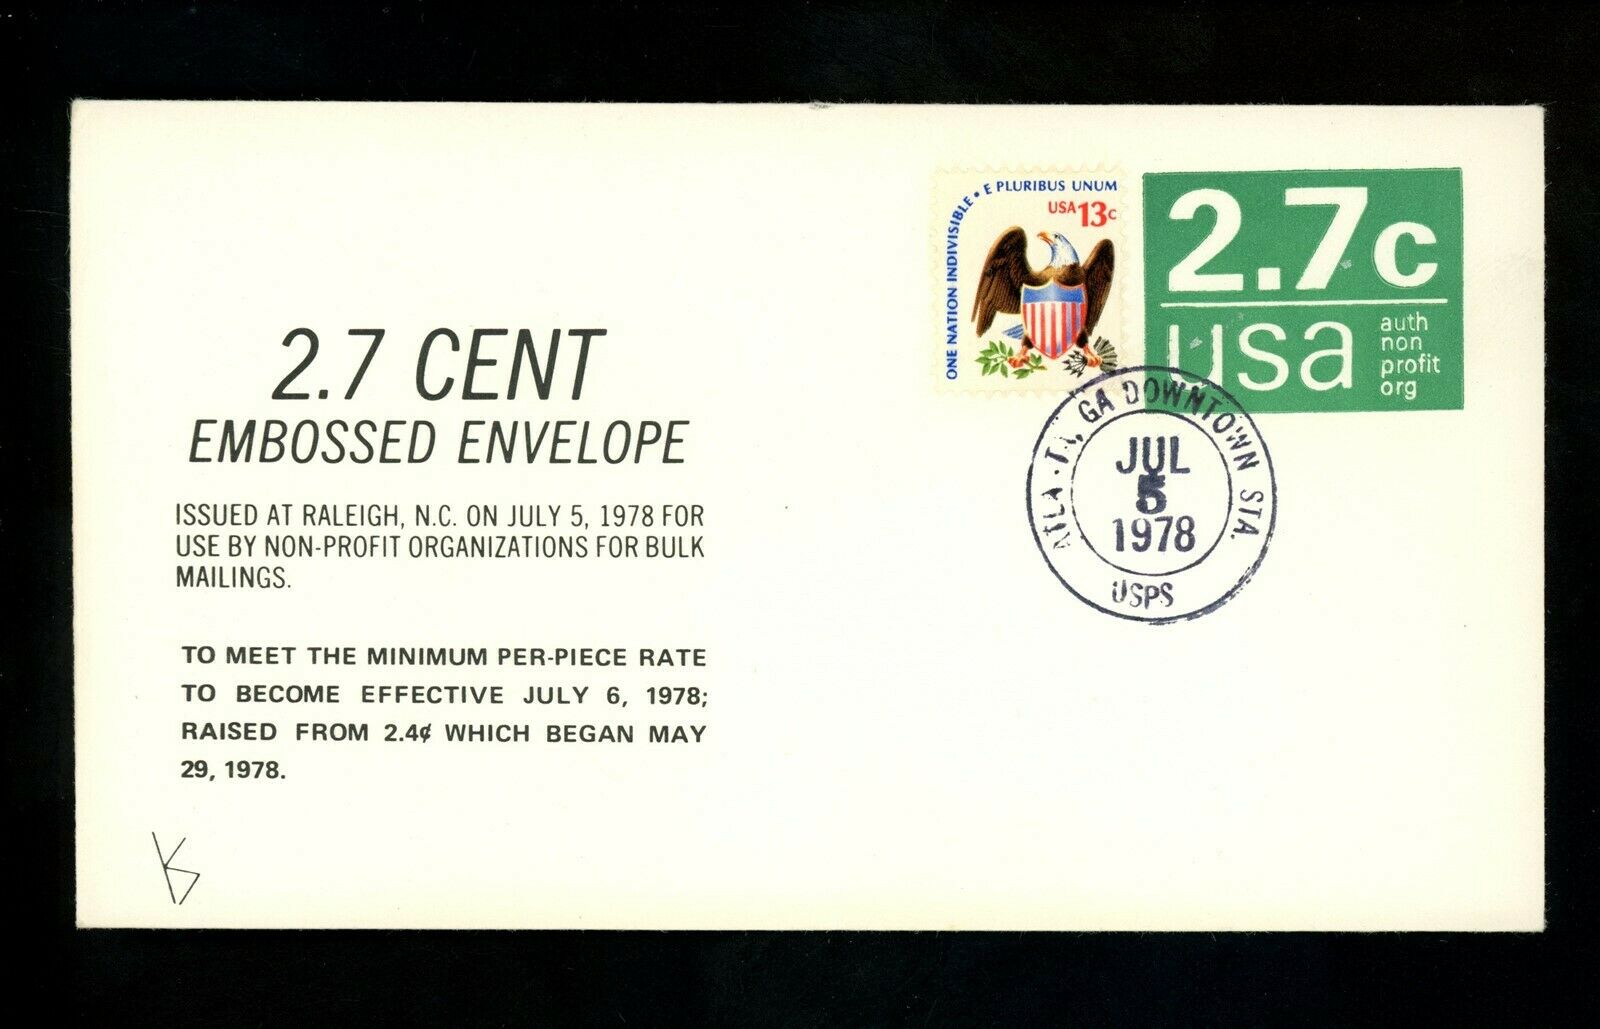 2.7 CENT
EMBOSSED ENVELOPE
ISSUED AT RALEIGH, N.C. ON JULY 5, 1978 FOR
USE BY NON-PROFIT ORGANIZATIONS FOR BULK
MAILINGS.
TO MEET THE MINIMUM PER-PIECE RATE
TO BECOME EFFECTIVE JULY 6, 1978;
RAISED FROM 2.4¢ WHICH BEGAN MAY
29, 1978.
ONE NATION INDIVISIBLE • E PLURIBUS UNUM
USA 13c
2.7c
usa
auth
non
profit
org
GA DOWNTOWN STA.
JUL
5
1978
USPS